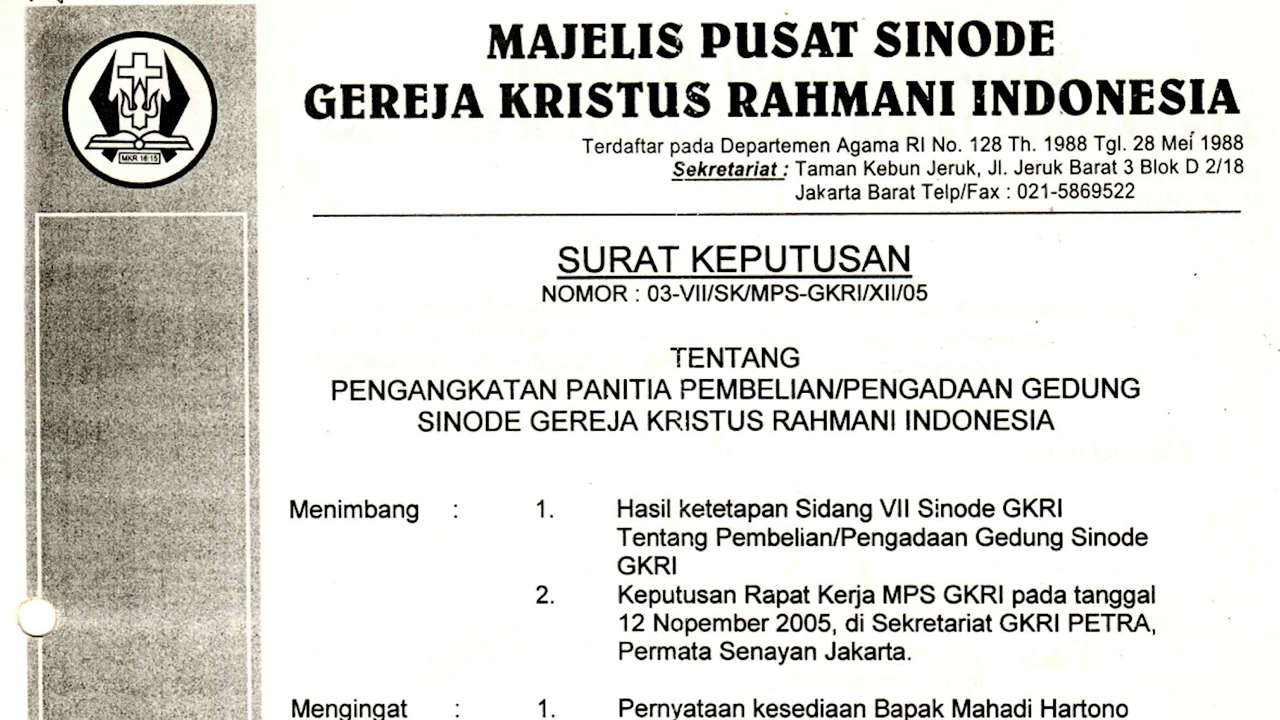 MAJELIS PUSAT SINODE
GEREJA KRISTUS RAHMANI INDONESIA
Terdaftar pada Departemen Agama RI No. 128 Th. 1988 Tgl. 28 Mei 1988
Sekretariat : Taman Kebun Jeruk, Jl. Jeruk Barat 3 Blok D 2/18
Jakarta Barat Telp/Fax : 021-5869522
MKR 16:15
SURAT KEPUTUSAN
NOMOR : 03-VII/SK/MPS-GKRI/XII/05
TENTANG
PENGANGKATAN PANITIA PEMBELIAN/PENGADAAN GEDUNG
SINODE GEREJA KRISTUS RAHMANI INDONESIA
Menimbang : 1. Hasil ketetapan Sidang VII Sinode GKRI
Tentang Pembelian/Pengadaan Gedung Sinode
GKRI
2. Keputusan Rapat Kerja MPS GKRI pada tanggal
12 Nopember 2005, di Sekretariat GKRI PETRA,
Permata Senayan Jakarta.
Mengingat : 1. Pernyataan kesediaan Bapak Mahadi Hartono